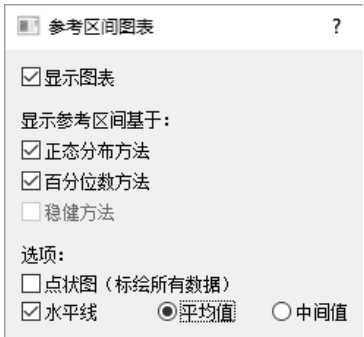 参考区间图表 ?
显示图表
显示参考区间基于:
正态分布方法
百分位数方法
稳健方法
选项:
点状图（标绘所有数据）
水平线 平均值 中间值